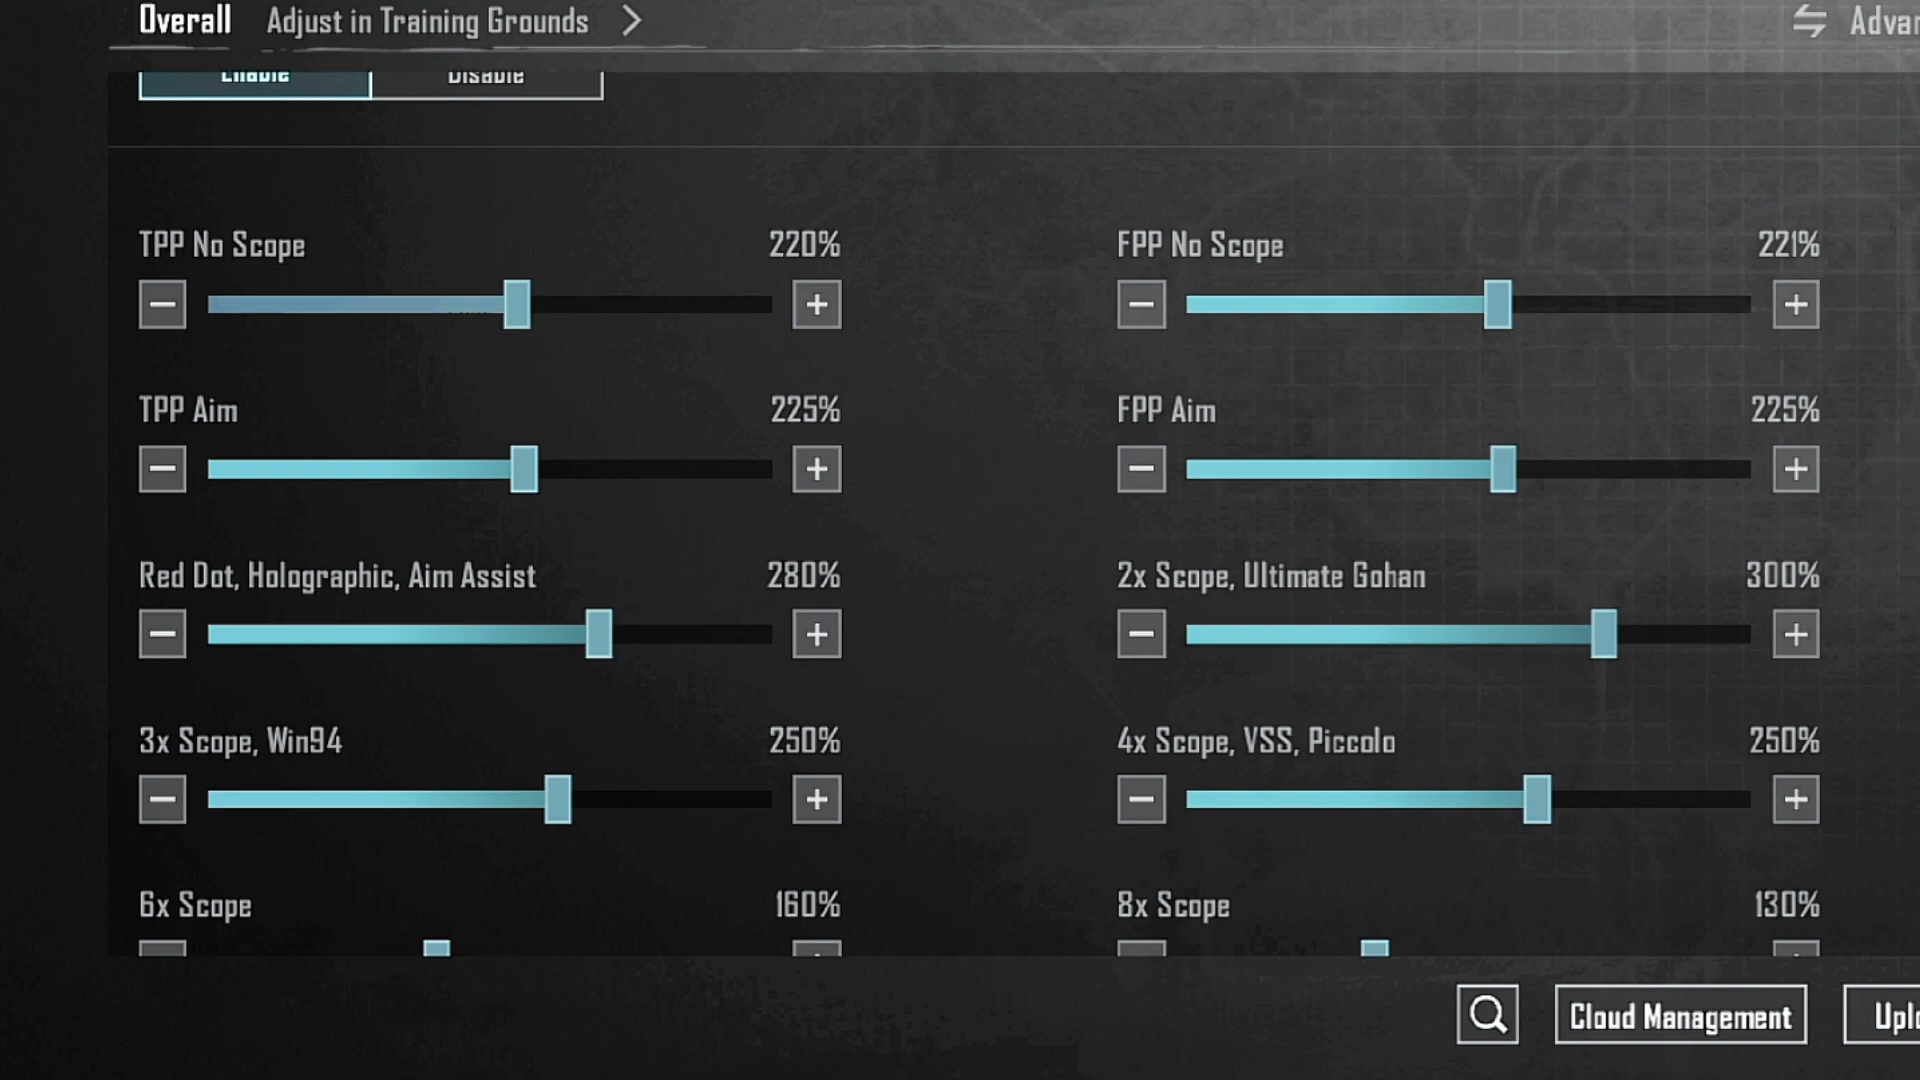 Overall Adjust in Training Grounds >
Enable Disable
TPP No Scope 220% FPP No Scope 221%
TPP Aim 225% FPP Aim 225%
Red Dot, Holographic, Aim Assist 280% 2x Scope, Ultimate Gohan 300%
3x Scope, Win94 250% 4x Scope, VSS, Piccolo 250%
6x Scope 160% 8x Scope 130%
Cloud Management